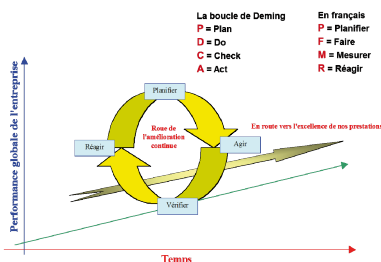 La boucle de Deming
P = Plan
D = Do
C = Check
A = Act
En français
P = Planifier
F = Faire
M = Mesurer
R = Réagir
Performance globale de l'entreprise
Planifier
Réagir
Roue de
l'amélioration
continue
Agir
En route vers l'excellence de nos prestations
Vérifier
Temps